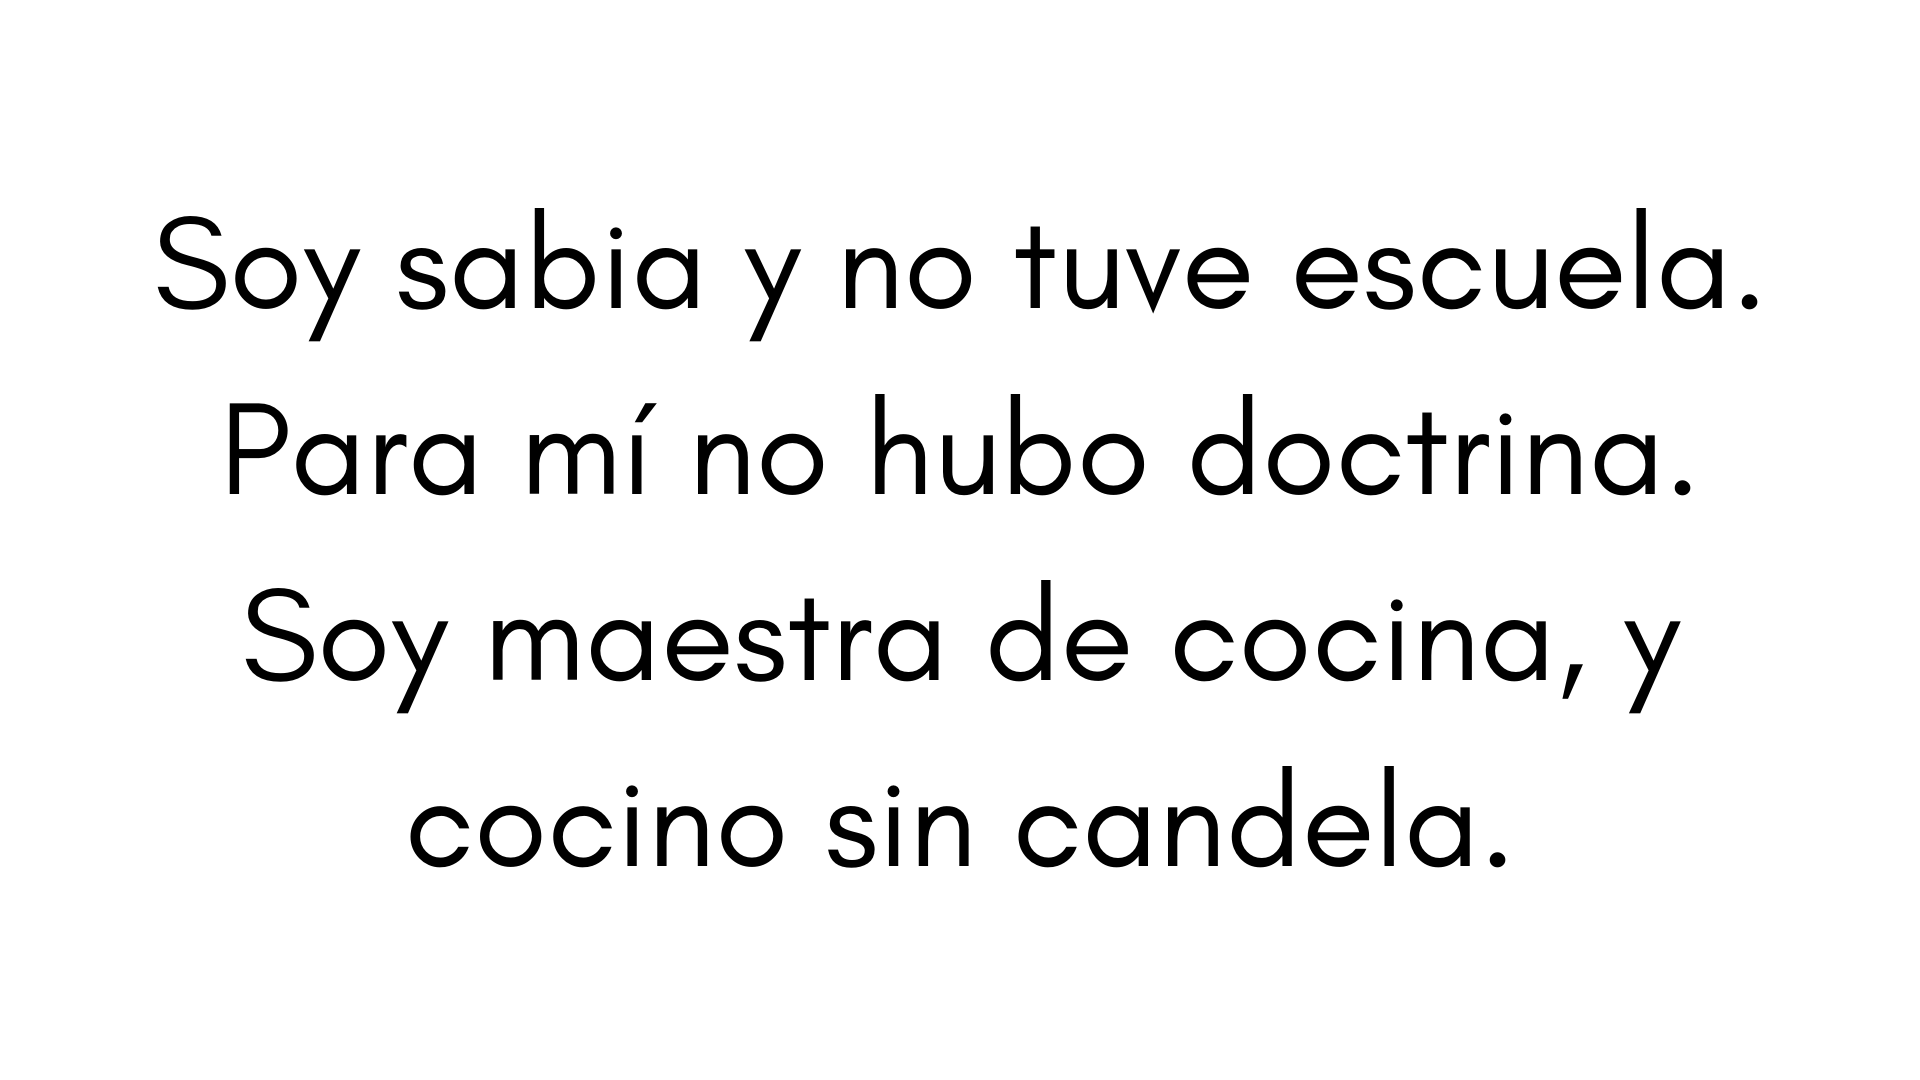 Soy sabia y no tuve escuela.
Para mí no hubo doctrina.
Soy maestra de cocina, y
cocino sin candela.